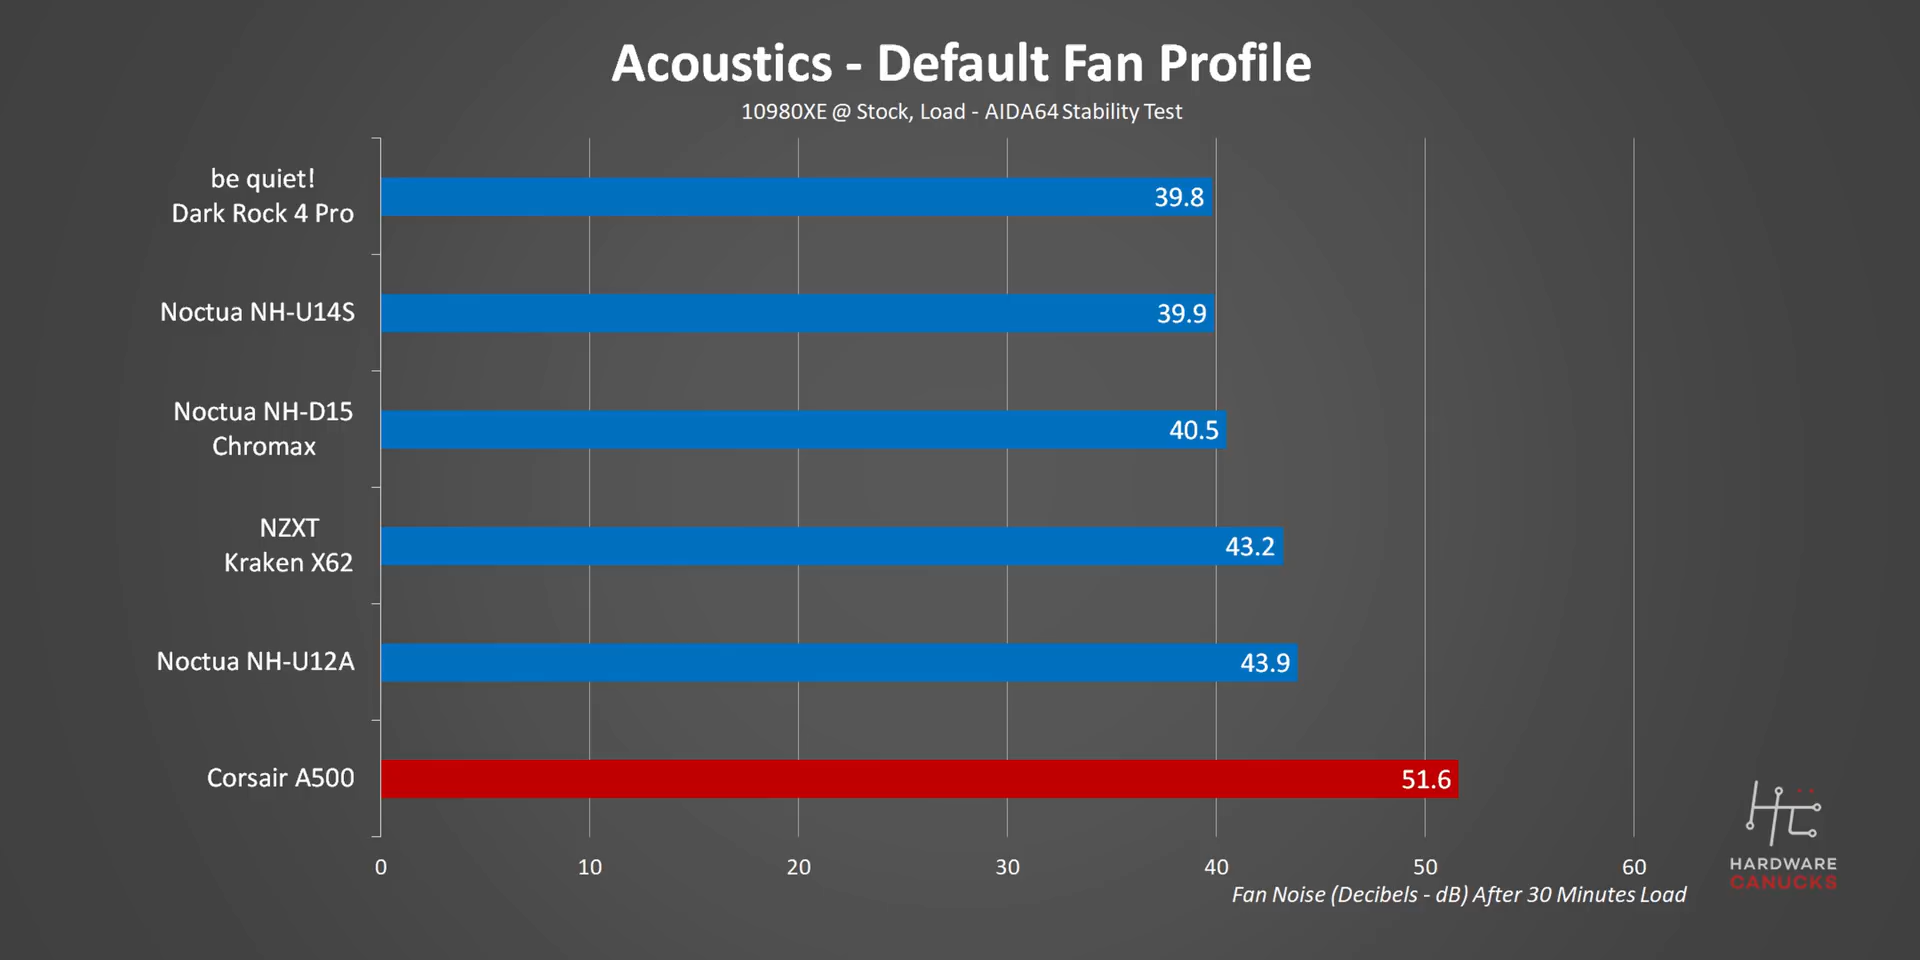 Acoustics - Default Fan Profile
10980XE @ Stock, Load - AIDA64 Stability Test
be quiet!
Dark Rock 4 Pro
39.8
Noctua NH-U14S
39.9
Noctua NH-D15
Chromax
40.5
NZXT
Kraken X62
43.2
Noctua NH-U12A
43.9
Corsair A500
51.6
0 10 20 30 40 50 60
Fan Noise (Decibels - dB) After 30 Minutes Load
HARDWARE
CANUCKS